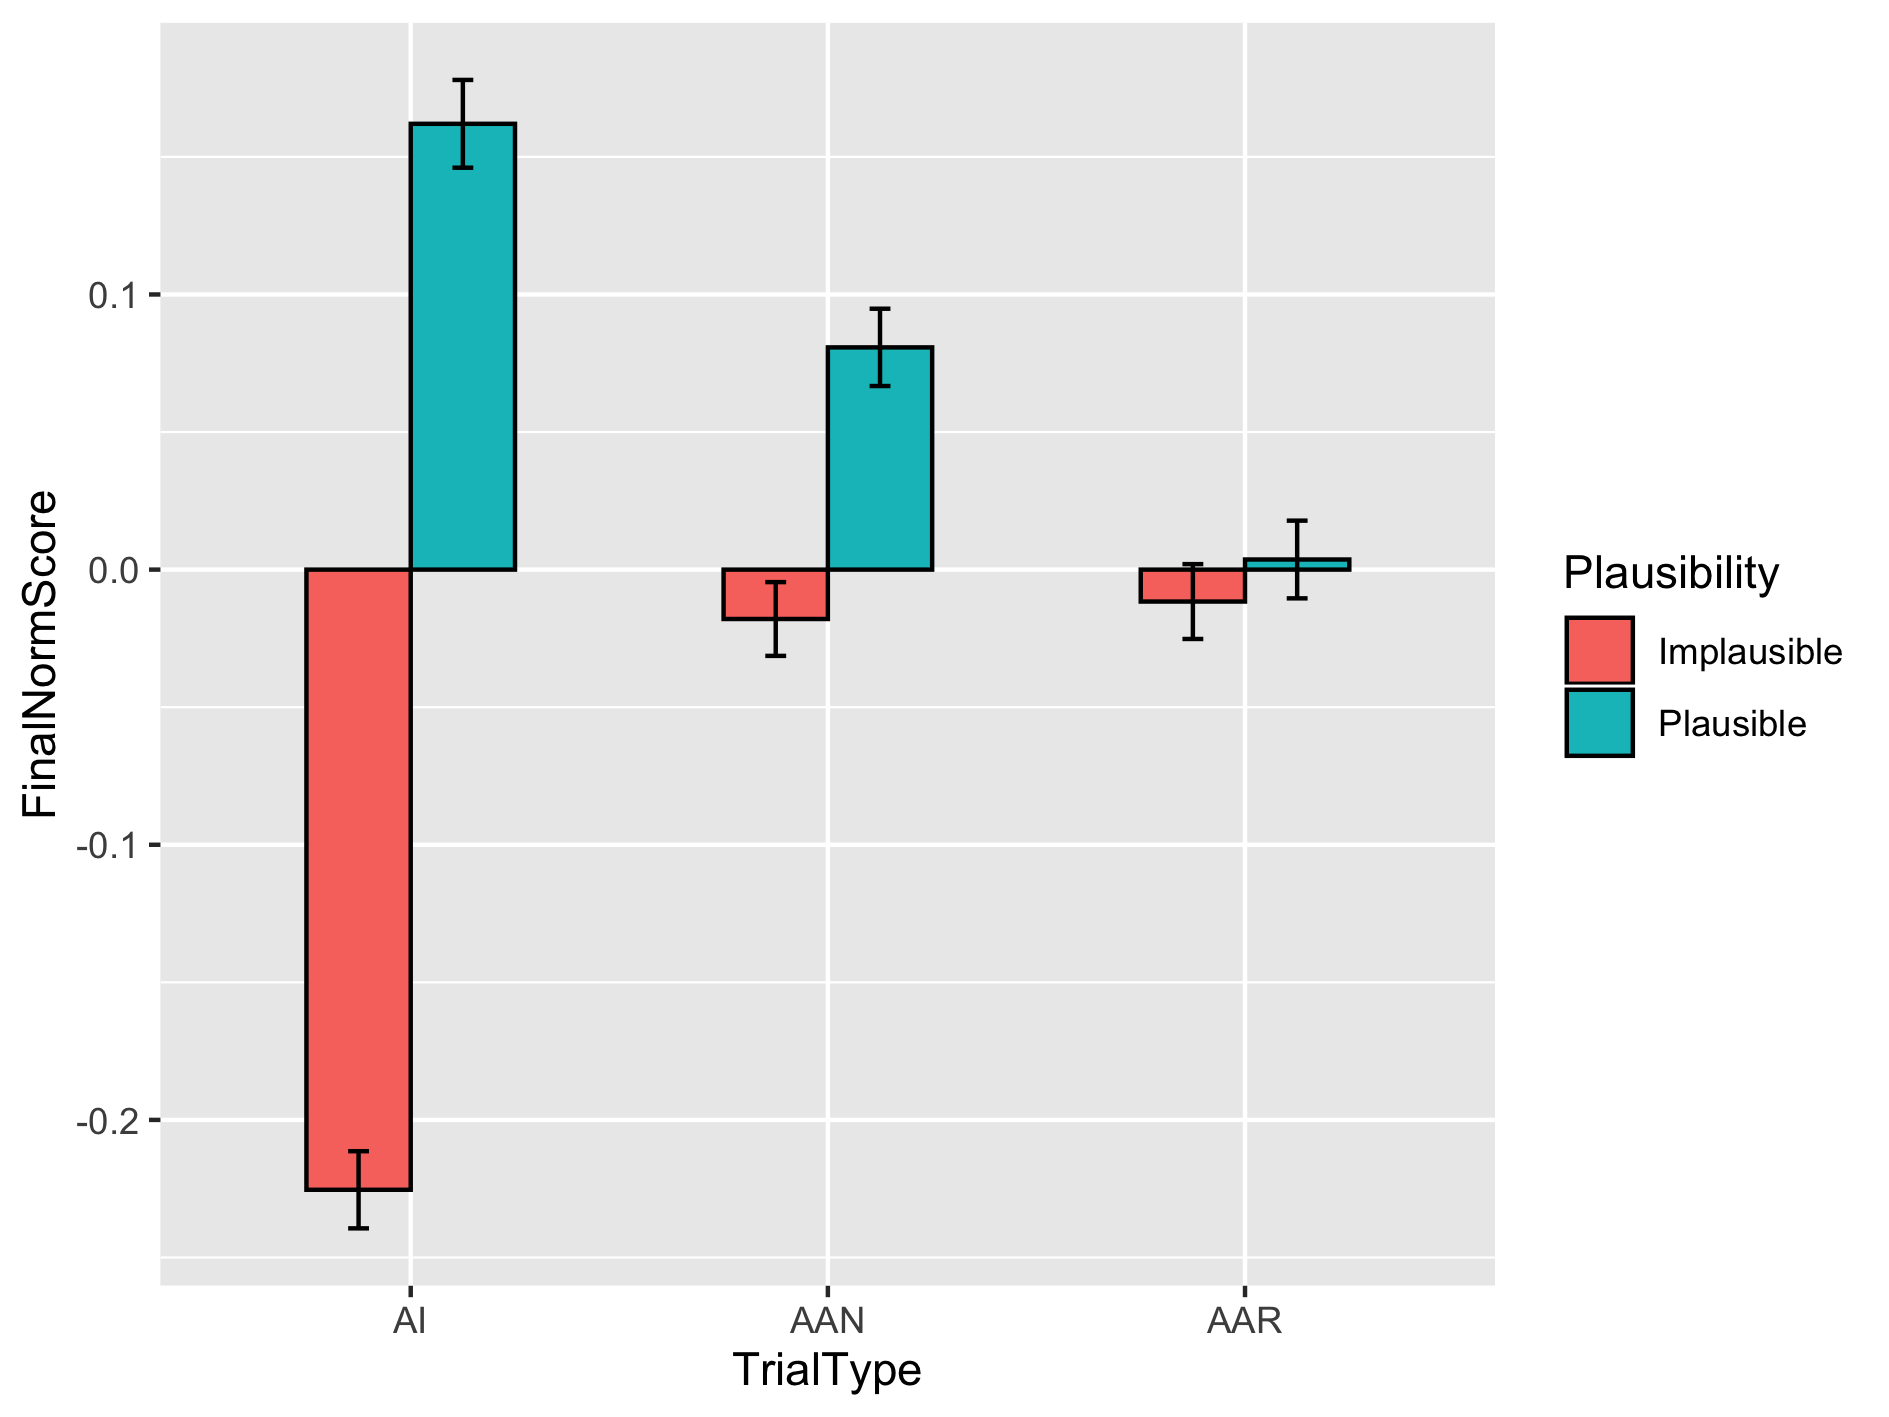 FinalNormScore
0.1
0.0
-0.1
-0.2
AI
AAN
AAR
TrialType
Plausibility
Implausible
Plausible